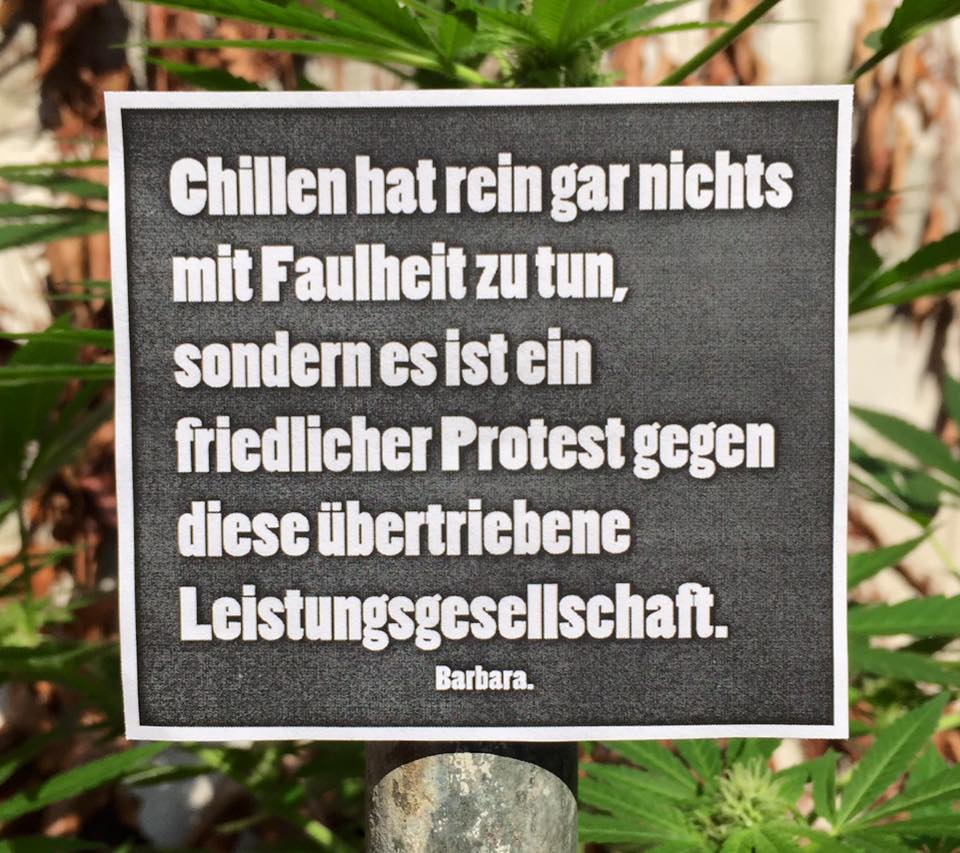 Chillen hat rein gar nichts
mit Faulheit zu tun,
sondern es ist ein
friedlicher Protest gegen
diese übertriebene
Leistungsgesellschaft.
Barbara.